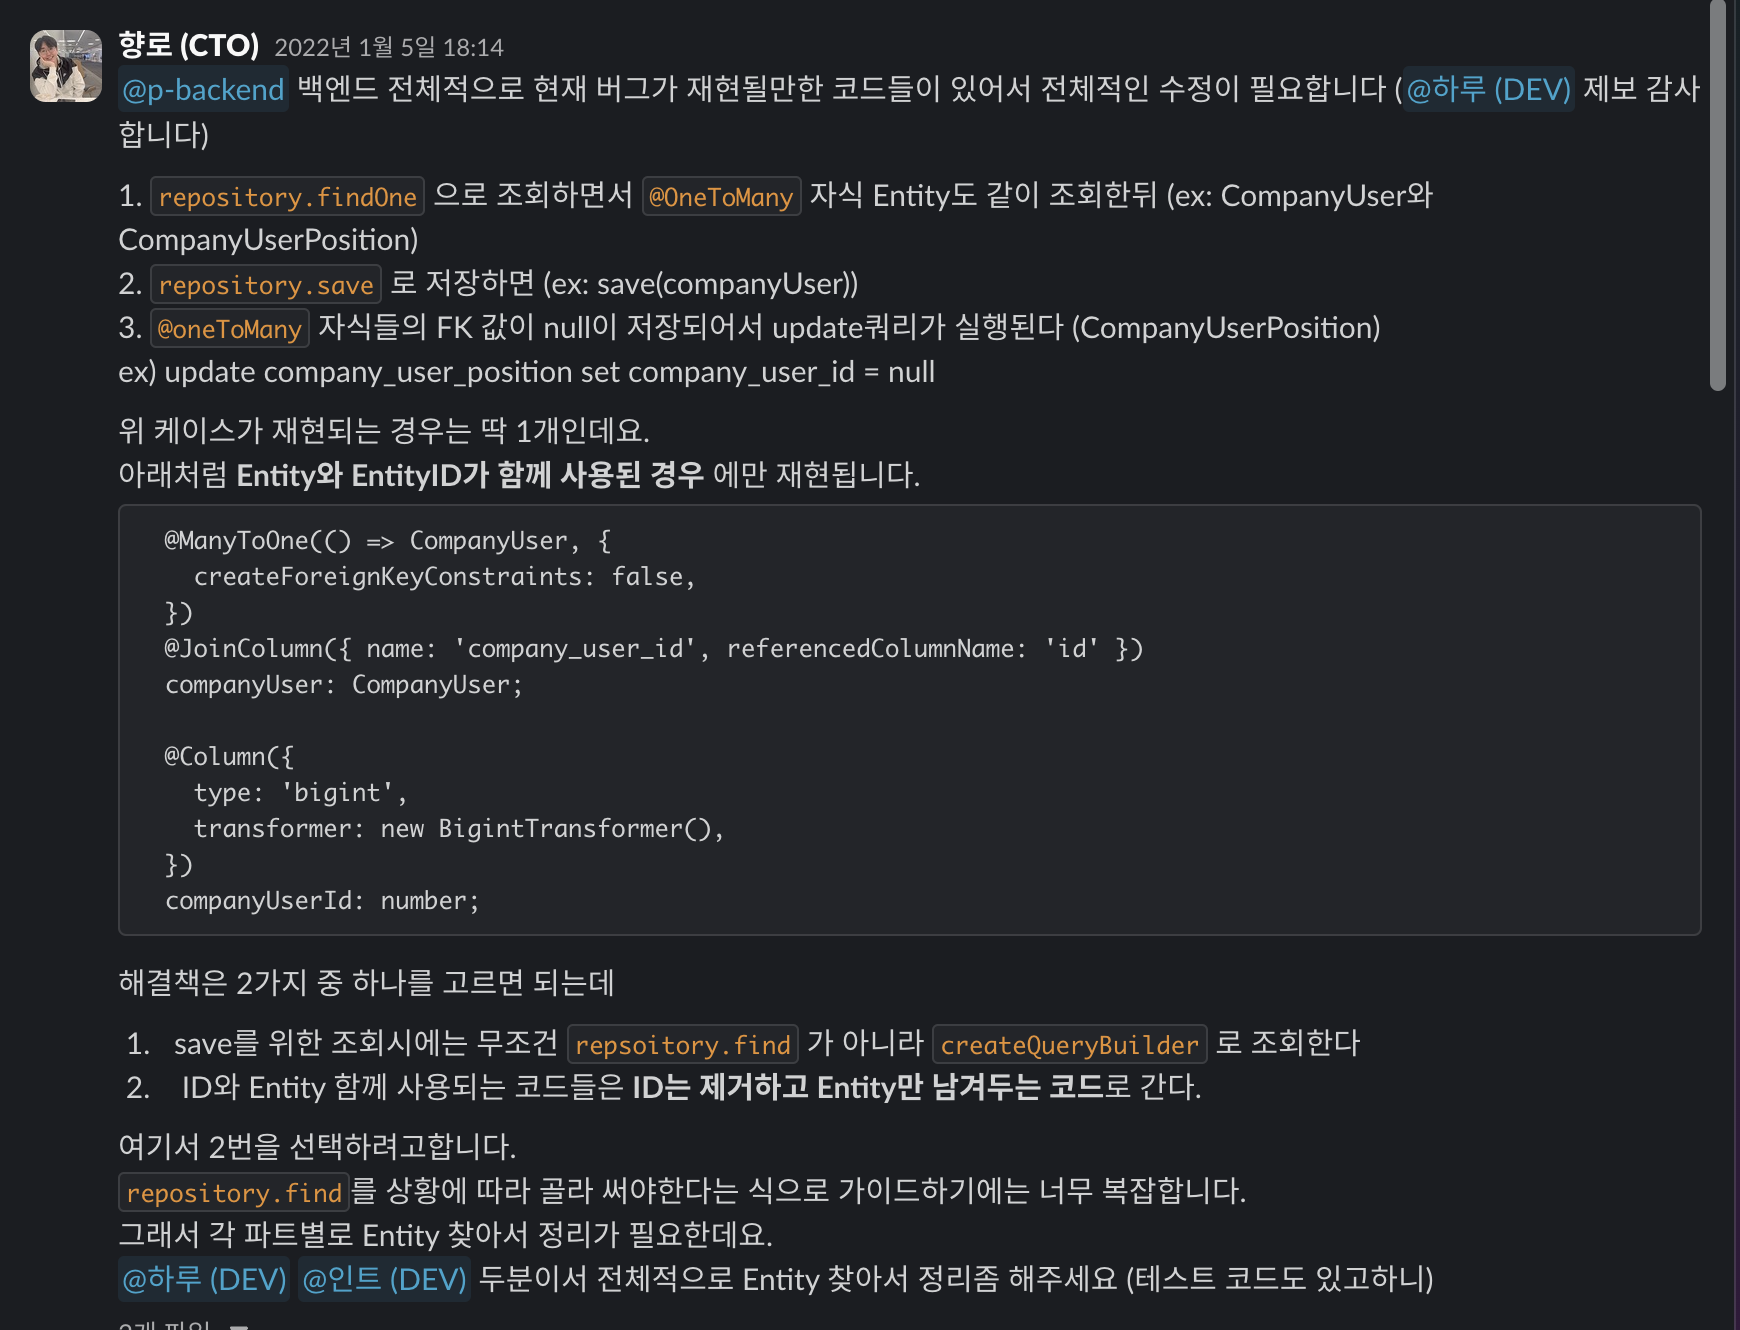 향로 (CTO) 2022년 1월 5일 18:14
@p-backend 백엔드 전체적으로 현재 버그가 재현될만한 코드들이 있어서 전체적인 수정이 필요합니다 (@하루 (DEV) 제보 감사
합니다)
1. repository.findOne 으로 조회하면서 @OneToMany 자식 Entity도 같이 조회한뒤 (ex: CompanyUser와
CompanyUserPosition)
2. repository.save 로 저장하면 (ex: save(companyUser))
3. @oneToMany 자식들의 FK 값이 null이 저장되어서 update쿼리가 실행된다 (CompanyUserPosition)
ex) update company_user_position set company_user_id = null
위 케이스가 재현되는 경우는 딱 1개인데요.
아래처럼 Entity와 EntityID가 함께 사용된 경우 에만 재현됩니다.
@ManyToOne(() => CompanyUser, {
  createForeignKeyConstraints: false,
})
@JoinColumn({ name: 'company_user_id', referencedColumnName: 'id' })
companyUser: CompanyUser;
@Column({
  type: 'bigint',
  transformer: new BigintTransformer(),
})
companyUserId: number;
해결책은 2가지 중 하나를 고르면 되는데
1. save를 위한 조회시에는 무조건 repsoitory.find 가 아니라 createQueryBuilder 로 조회한다
2. ID와 Entity 함께 사용되는 코드들은 ID는 제거하고 Entity만 남겨두는 코드로 간다.
여기서 2번을 선택하려고합니다.
repository.find를 상황에 따라 골라 써야한다는 식으로 가이드하기에는 너무 복잡합니다.
그래서 각 파트별로 Entity 찾아서 정리가 필요한데요.
@하루 (DEV) @인트 (DEV) 두분이서 전체적으로 Entity 찾아서 정리좀 해주세요 (테스트 코드도 있고하니)